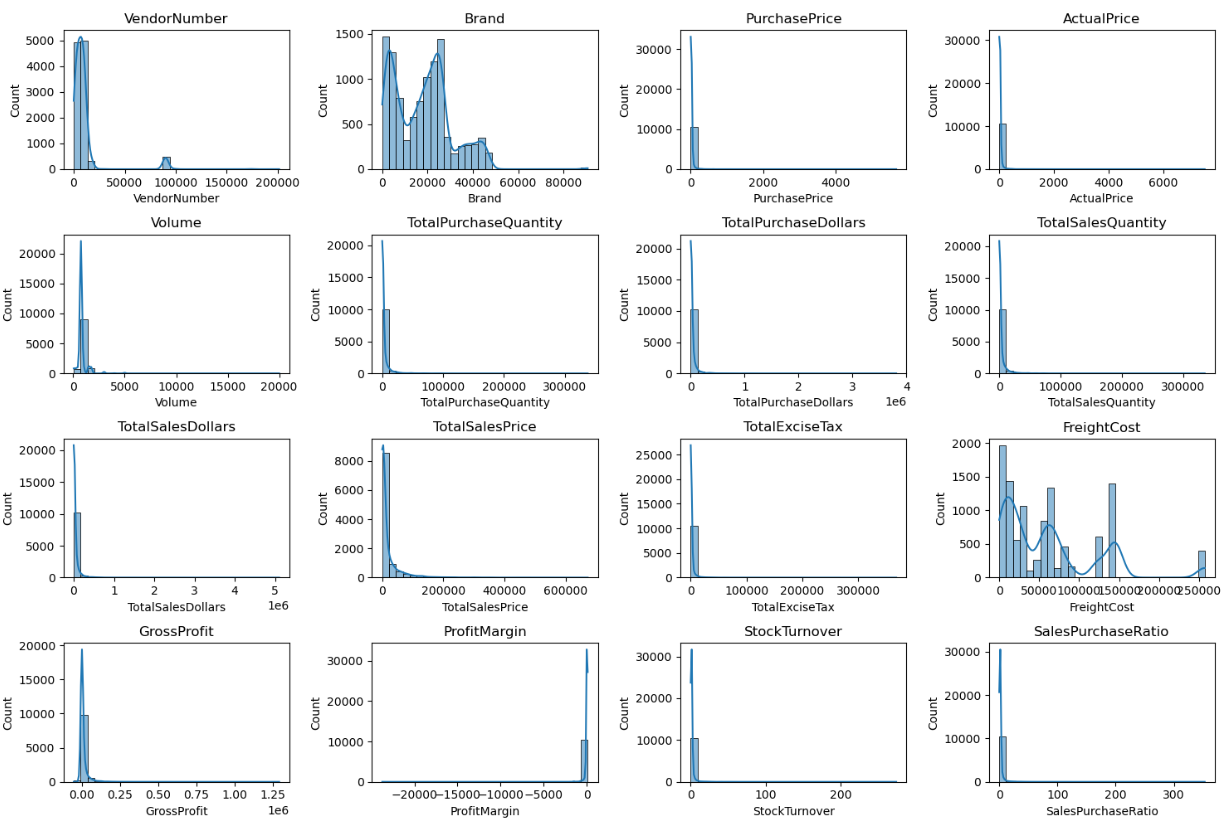 VendorNumber
Count
5000
4000
3000
2000
1000
0
0 50000 100000 150000 200000
VendorNumber
Brand
Count
1500
1000
500
0
0 20000 40000 60000 80000
Brand
PurchasePrice
Count
30000
20000
10000
0
0 2000 4000
PurchasePrice
ActualPrice
Count
30000
20000
10000
0
0 2000 4000 6000
ActualPrice
Volume
Count
20000
15000
10000
5000
0
0 5000 10000 15000 20000
Volume
TotalPurchaseQuantity
Count
20000
15000
10000
5000
0
0 100000 200000 300000
TotalPurchaseQuantity
TotalPurchaseDollars
Count
20000
15000
10000
5000
0
0 1 2 3 4
TotalPurchaseDollars 1e6
TotalSalesQuantity
Count
20000
15000
10000
5000
0
0 100000 200000 300000
TotalSalesQuantity
TotalSalesDollars
Count
20000
15000
10000
5000
0
0 1 2 3 4 5
TotalSalesDollars 1e6
TotalSalesPrice
Count
8000
6000
4000
2000
0
0 200000 400000 600000
TotalSalesPrice
TotalExciseTax
Count
25000
20000
15000
10000
5000
0
0 100000 200000 300000
TotalExciseTax
FreightCost
Count
2000
1500
1000
500
0
0 50000 100000 150000 200000 250000
FreightCost
GrossProfit
Count
20000
15000
10000
5000
0
0.00 0.25 0.50 0.75 1.00 1.25
GrossProfit 1e6
ProfitMargin
Count
30000
20000
10000
0
−20000 −15000 −10000 −5000 0
ProfitMargin
StockTurnover
Count
30000
20000
10000
0
0 100 200
StockTurnover
SalesPurchaseRatio
Count
30000
20000
10000
0
0 100 200 300
SalesPurchaseRatio